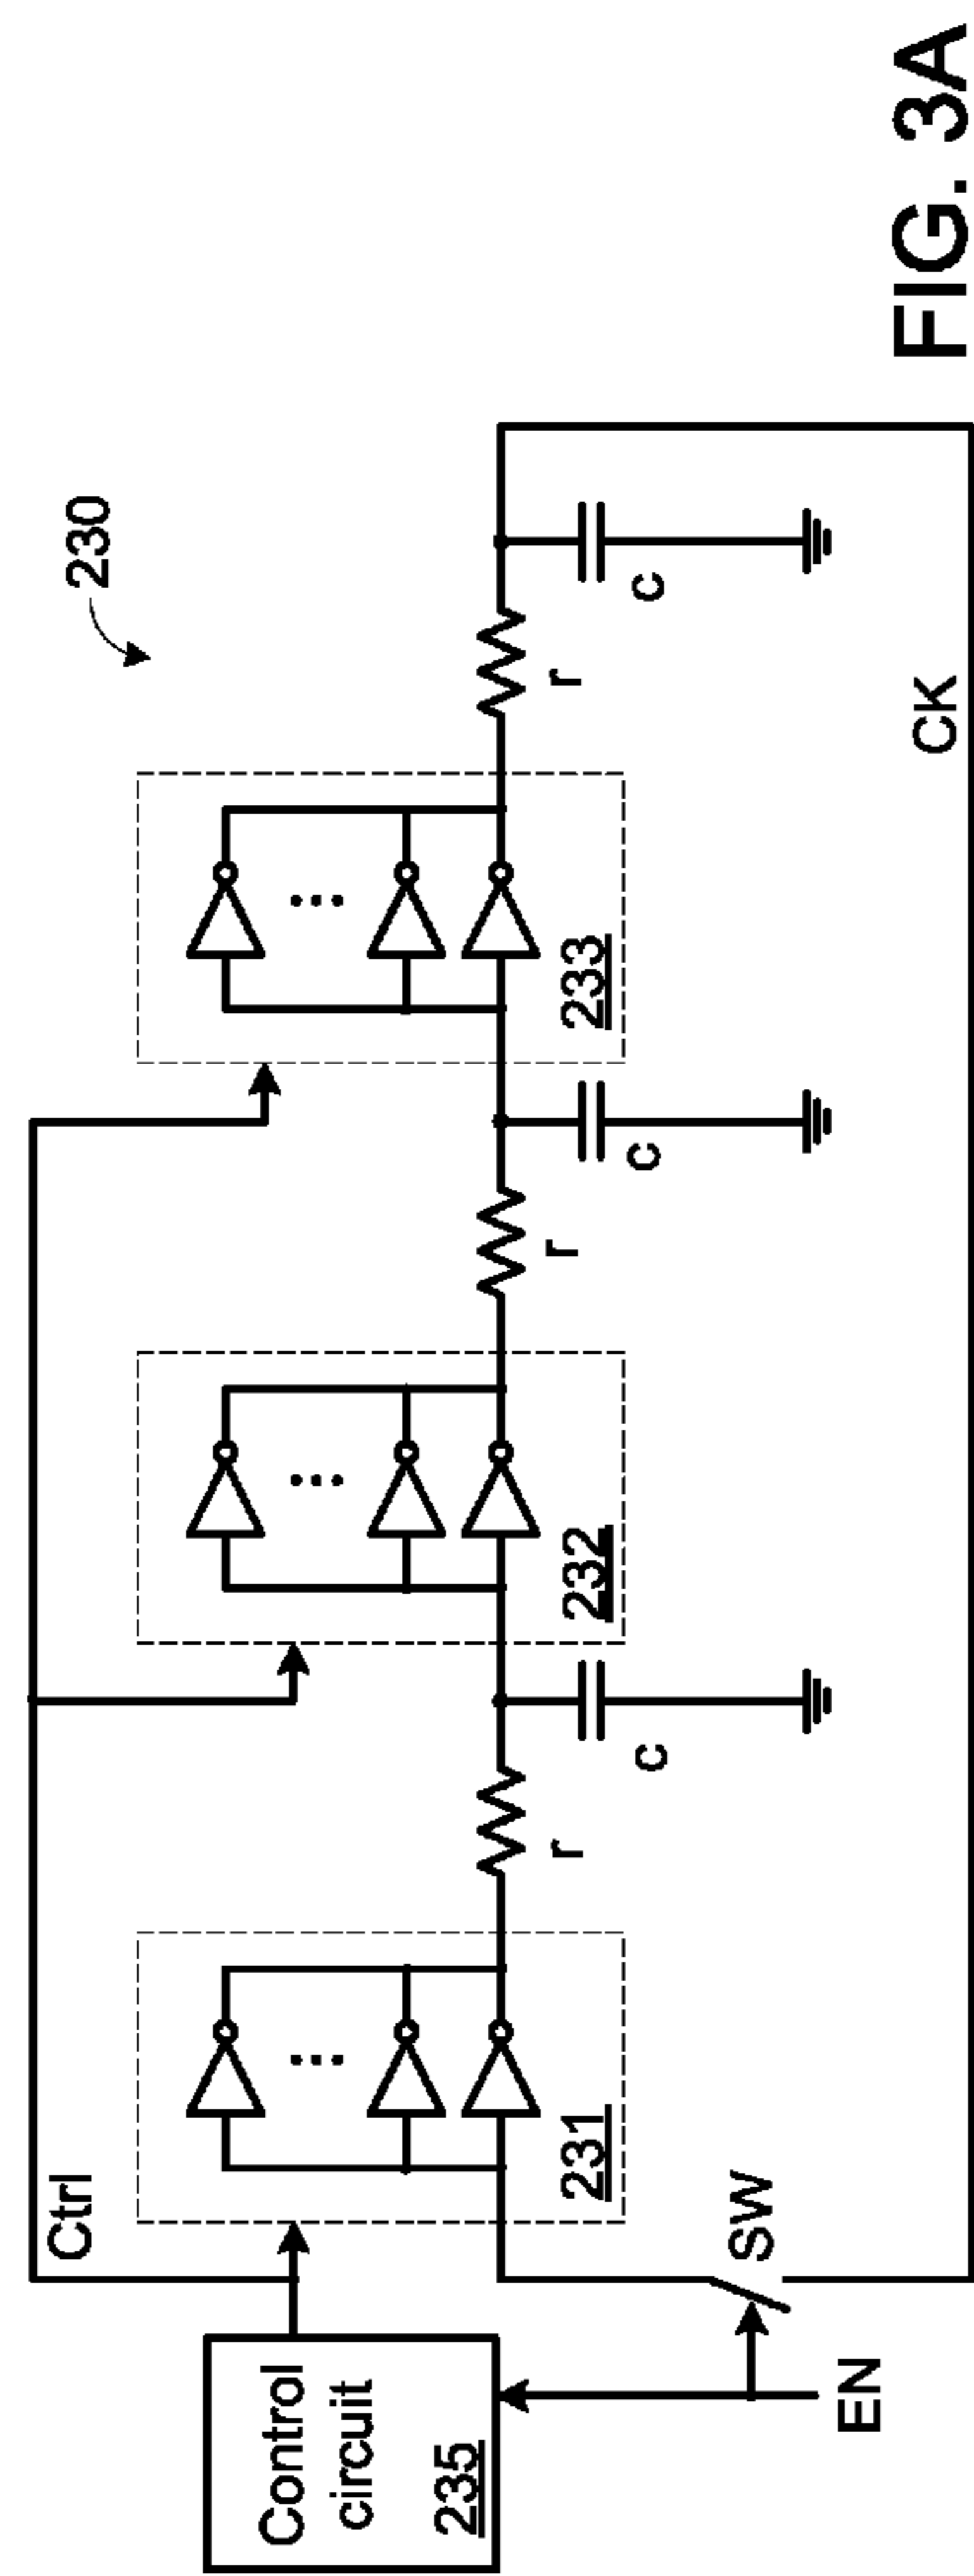 230
Ctrl
Control
circuit
235
231
r
c
232
r
c
233
r
c
EN
SW
CK
FIG. 3A